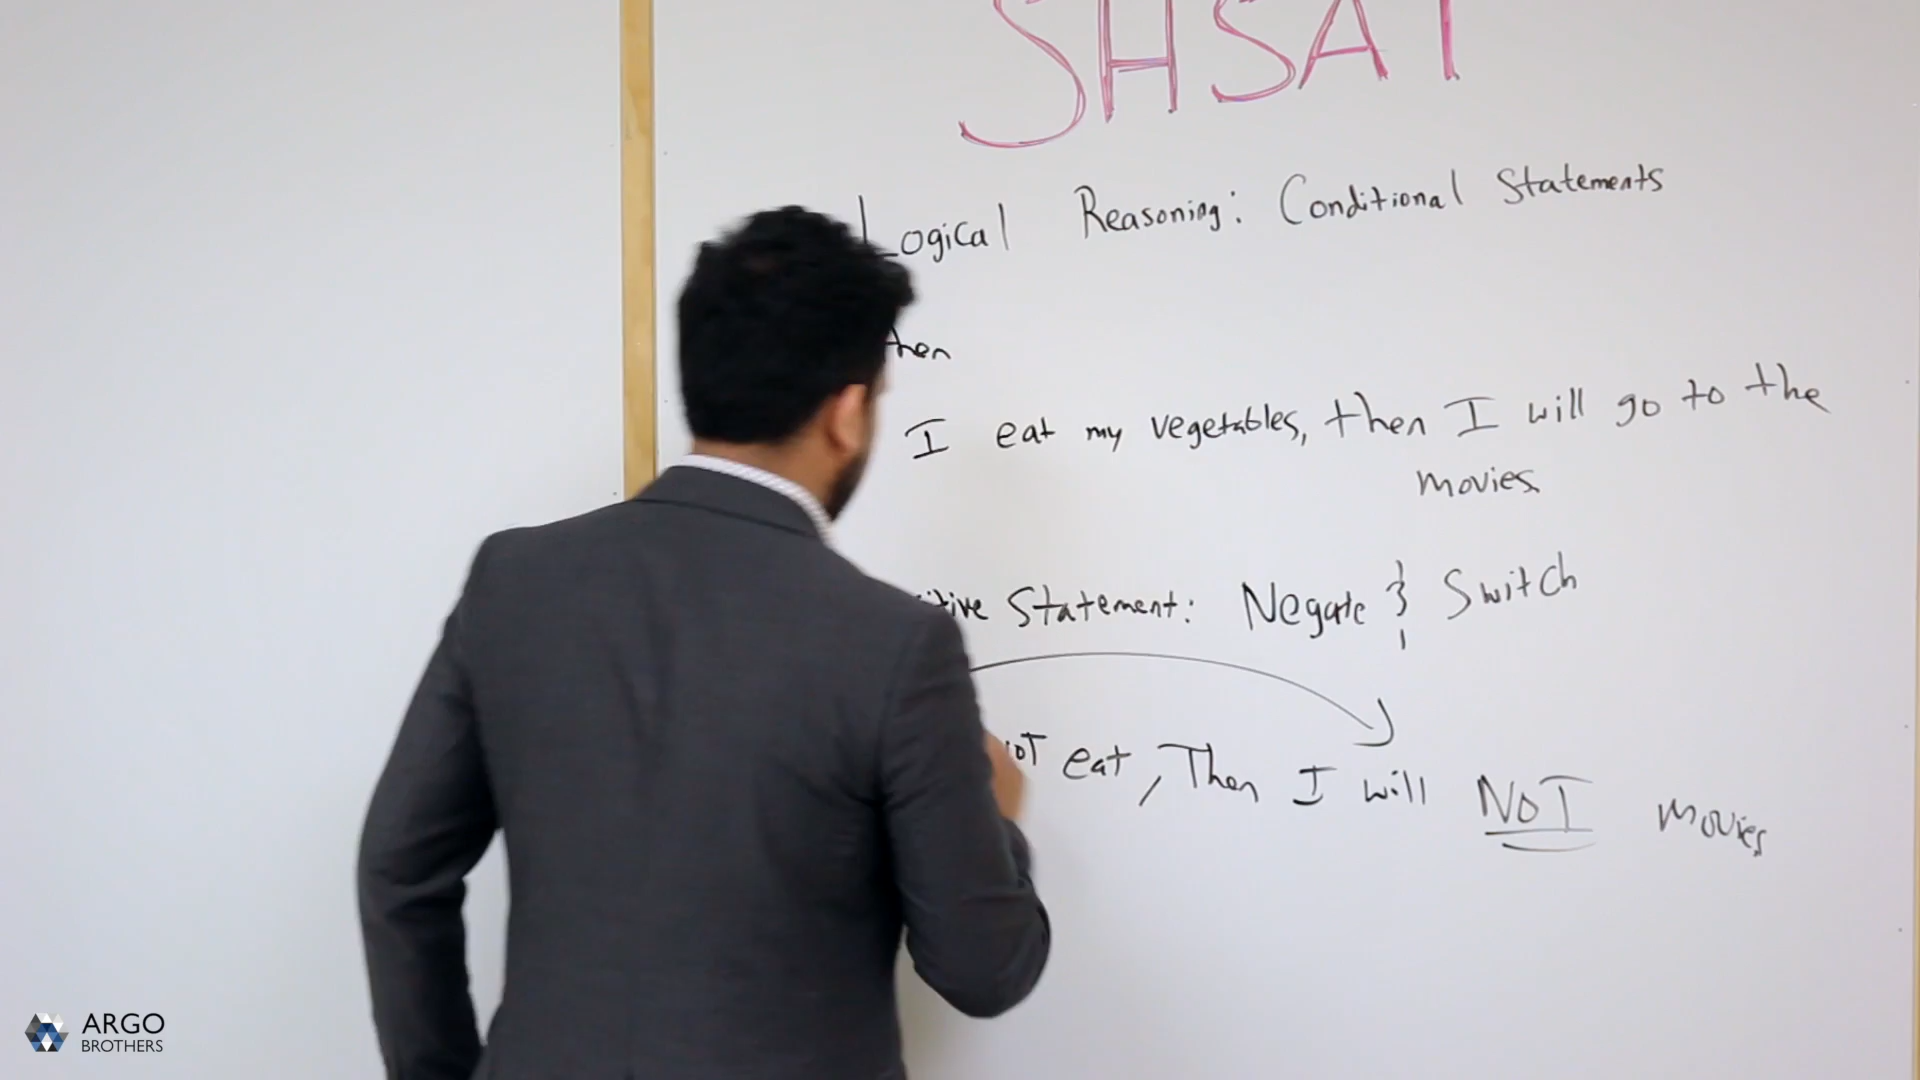 SHSAT
Logical Reasoning: Conditional Statements
then
I eat my vegetables, then I will go to the
movies.
Statement: Negate & Switch
eat, Then I will NOT movies
ARGO
BROTHERS